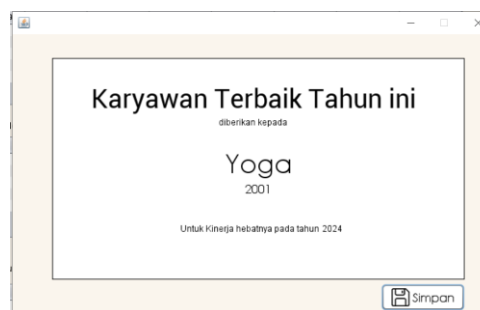 Karyawan Terbaik Tahun ini
diberikan kepada
Yoga
2001
Untuk Kinerja hebatnya pada tahun 2024
Simpan